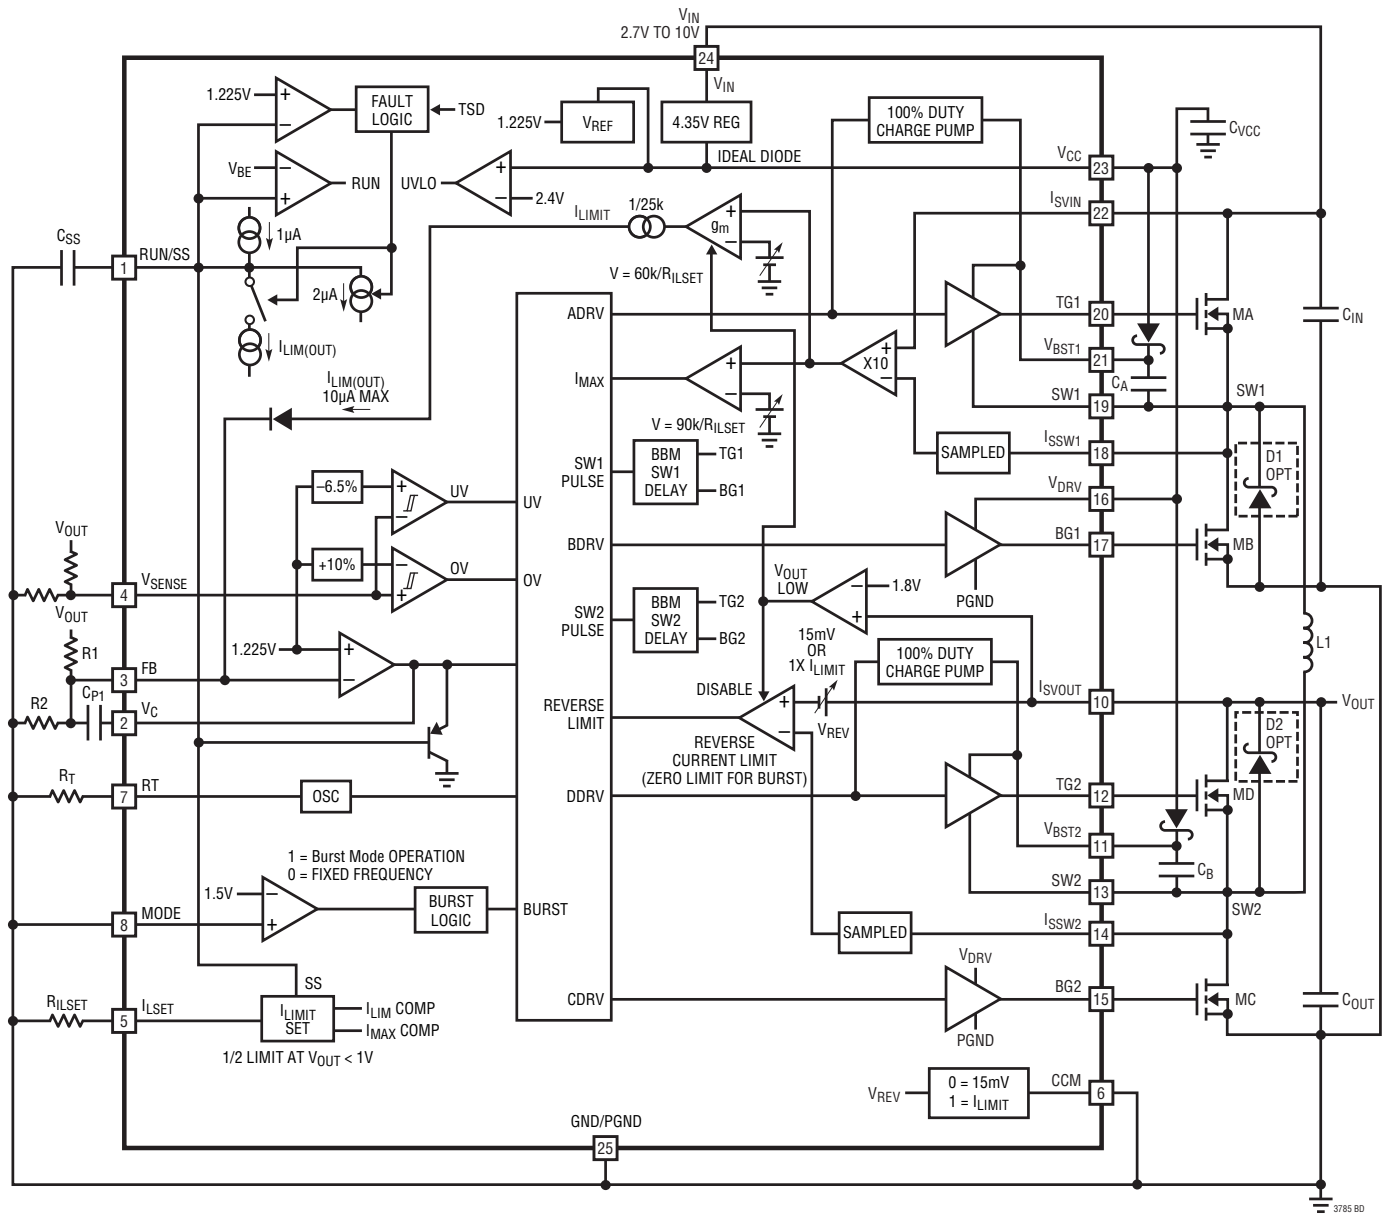 VIN
2.7V TO 10V
24
VIN
1.225V
+
–
FAULT
LOGIC
TSD
1.225V
VREF
4.35V REG
100% DUTY
CHARGE PUMP
CVCC
VBE
–
+
RUN
UVLO
+
–
2.4V
IDEAL DIODE
VCC
23
ISVIN
22
ILIMIT
1/25k
gm
+
–
1µA
CSS
RUN/SS
1
2µA
V = 60k/RILSET
ILIM(OUT)
ADRV
TG1
20
MA
CIN
X10
+
–
VBST1
21
CA
ILIM(OUT)
10µA MAX
IMAX
+
–
V = 90k/RILSET
SW1
19
SW1
SW1
PULSE
BBM
SW1
DELAY
TG1
BG1
SAMPLED
ISSW1
18
D1
OPT
–6.5%
+
–
UV
UV
VDRV
16
VOUT
BDRV
BG1
17
MB
+10%
–
+
OV
OV
VOUT
LOW
–
+
1.8V
PGND
4
VSENSE
VOUT
SW2
PULSE
BBM
SW2
DELAY
TG2
BG2
15mV
OR
1X ILIMIT
100% DUTY
CHARGE PUMP
L1
1.225V
+
–
R1
FB
3
DISABLE
ISVOUT
10
VOUT
R2
CP1
VC
2
REVERSE
LIMIT
+
–
VREV
REVERSE
CURRENT LIMIT
(ZERO LIMIT FOR BURST)
D2
OPT
RT
RT
7
OSC
DDRV
TG2
12
MD
VBST2
11
CB
1 = Burst Mode OPERATION
0 = FIXED FREQUENCY
1.5V
–
+
BURST
LOGIC
BURST
MODE
8
SW2
13
SW2
SAMPLED
ISSW2
14
VDRV
SS
CDRV
BG2
15
MC
COUT
PGND
RILSET
ILSET
5
ILIMIT
SET
ILIM COMP
IMAX COMP
1/2 LIMIT AT VOUT < 1V
VREV
0 = 15mV
1 = ILIMIT
CCM
6
GND/PGND
25
3785 BD